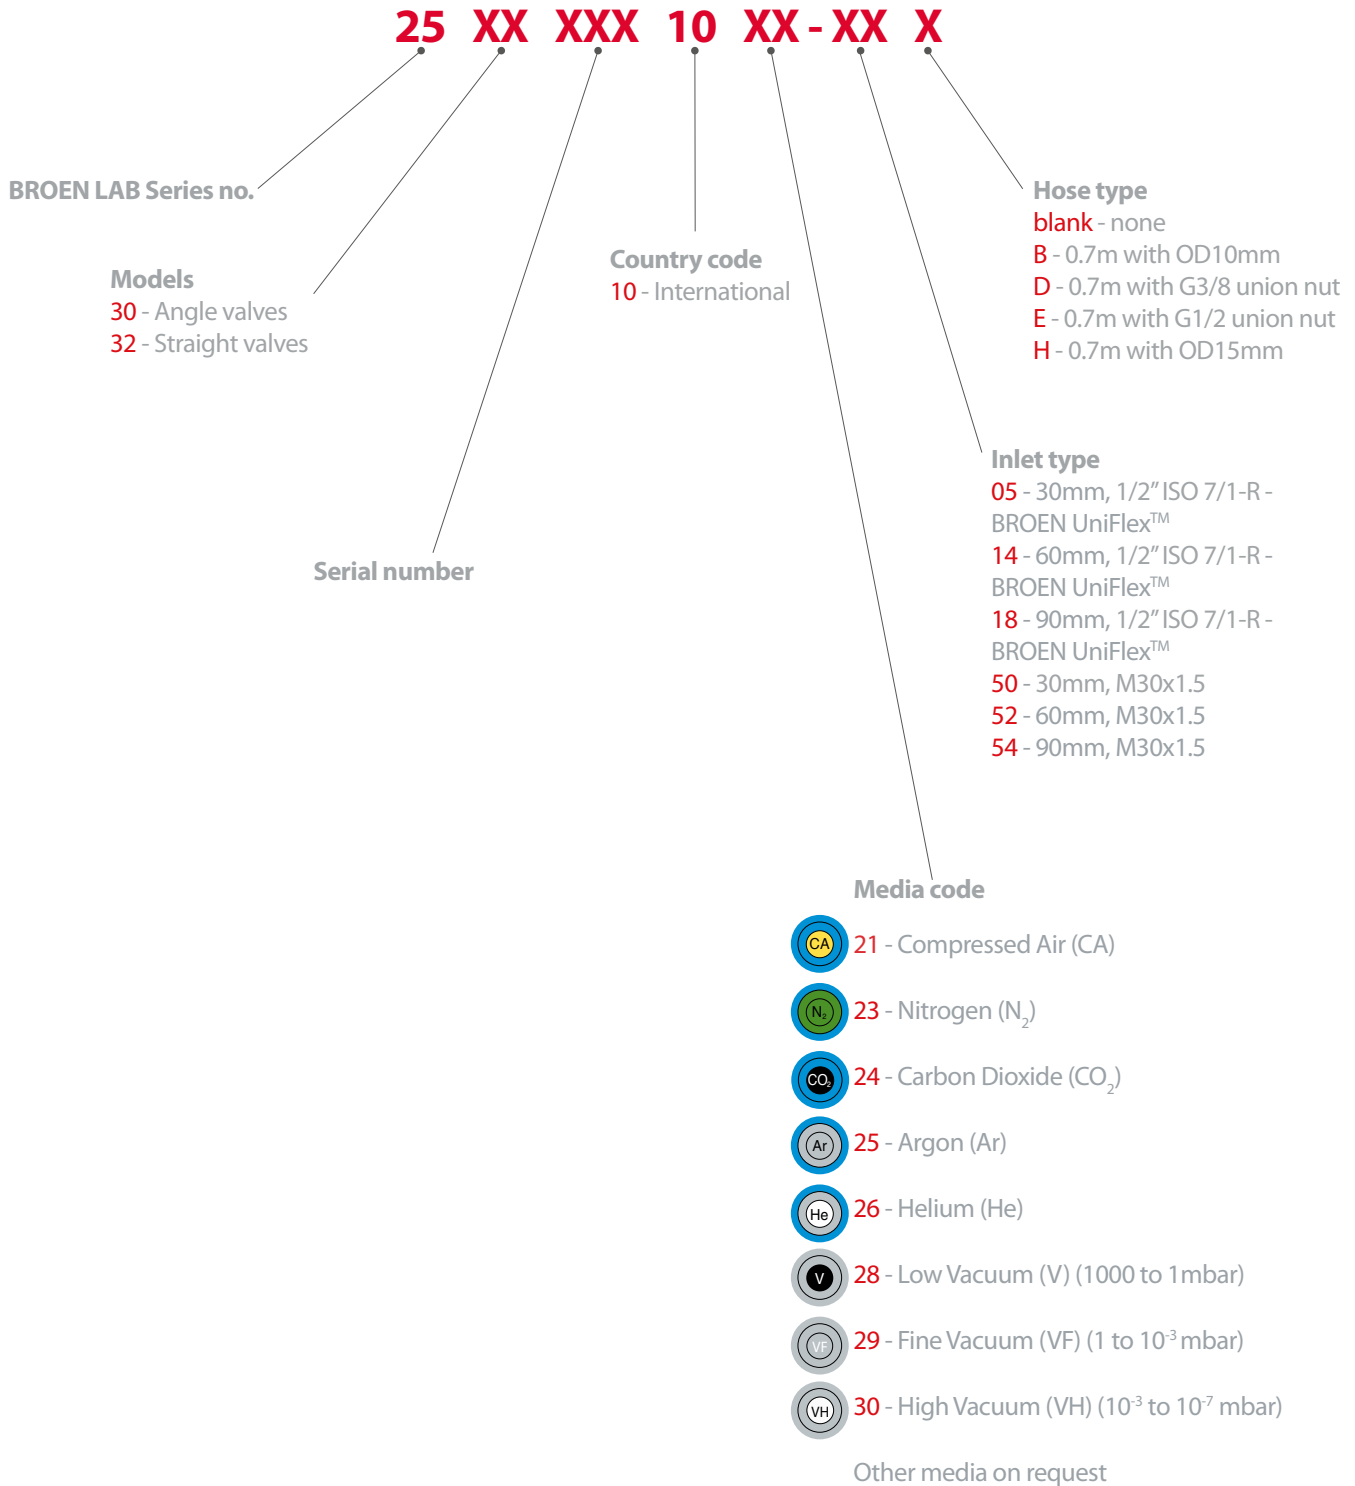 25 XX XXX 10 XX - XX X
BROEN LAB Series no.
Models
30 - Angle valves
32 - Straight valves
Serial number
Country code
10 - International
Hose type
blank - none
B - 0.7m with OD10mm
D - 0.7m with G3/8 union nut
E - 0.7m with G1/2 union nut
H - 0.7m with OD15mm
Inlet type
05 - 30mm, 1/2” ISO 7/1-R -
BROEN UniFlex™
14 - 60mm, 1/2” ISO 7/1-R -
BROEN UniFlex™
18 - 90mm, 1/2” ISO 7/1-R -
BROEN UniFlex™
50 - 30mm, M30x1.5
52 - 60mm, M30x1.5
54 - 90mm, M30x1.5
Media code
CA 21 - Compressed Air (CA)
N₂ 23 - Nitrogen (N₂)
CO₂ 24 - Carbon Dioxide (CO₂)
Ar 25 - Argon (Ar)
He 26 - Helium (He)
V 28 - Low Vacuum (V) (1000 to 1mbar)
VF 29 - Fine Vacuum (VF) (1 to 10⁻³ mbar)
VH 30 - High Vacuum (VH) (10⁻³ to 10⁻⁷ mbar)
Other media on request